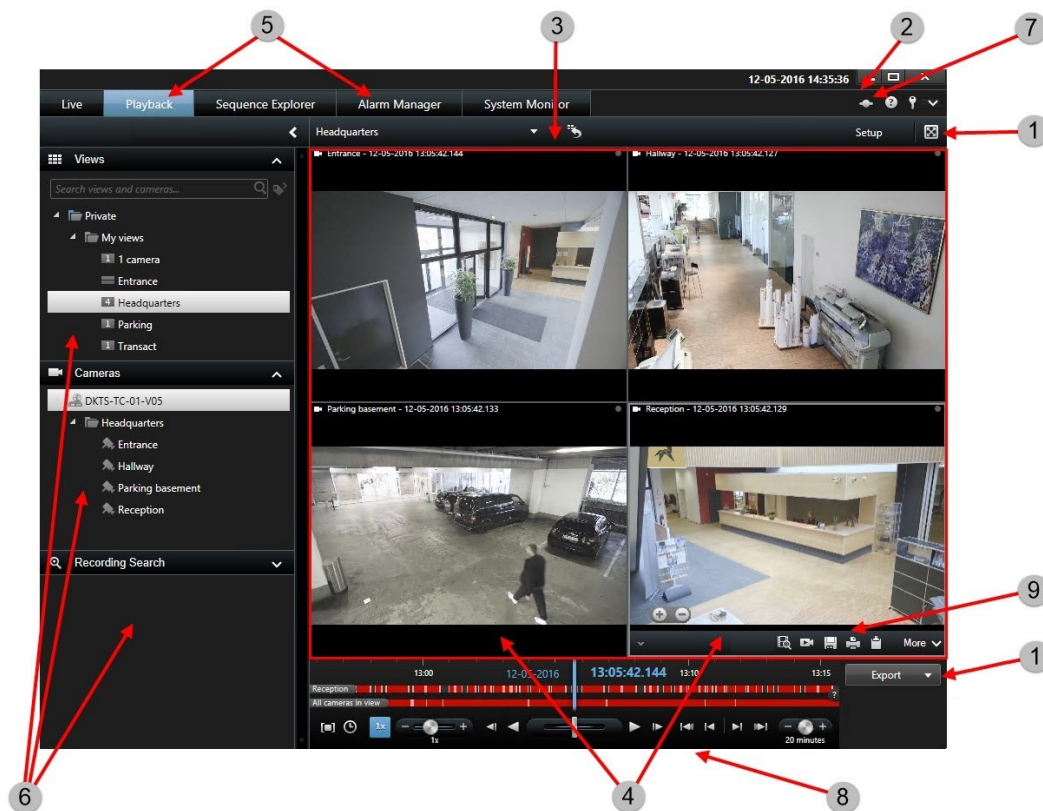 5
3
2
7
12-05-2016 14:35:36
Live
Playback
Sequence Explorer
Alarm Manager
System Monitor
Headquarters
Setup
1
Views
Entrance - 12-05-2016 13:05:42.144
Hallway - 12-05-2016 13:05:42.127
Search views and cameras...
Private
My views
1 1 camera
Entrance
4 Headquarters
1 Parking
1 Transact
Cameras
DKTS-TC-01-V05
Parking basement - 12-05-2016 13:05:42.133
Reception - 12-05-2016 13:05:42.129
Headquarters
Entrance
Hallway
Parking basement
Reception
Recording Search
9
More
13:00
12-05-2016
13:05:42.144
13:10
13:15
Export
1
Reception
?
All cameras in view
1x
1x
20 minutes
6
4
8